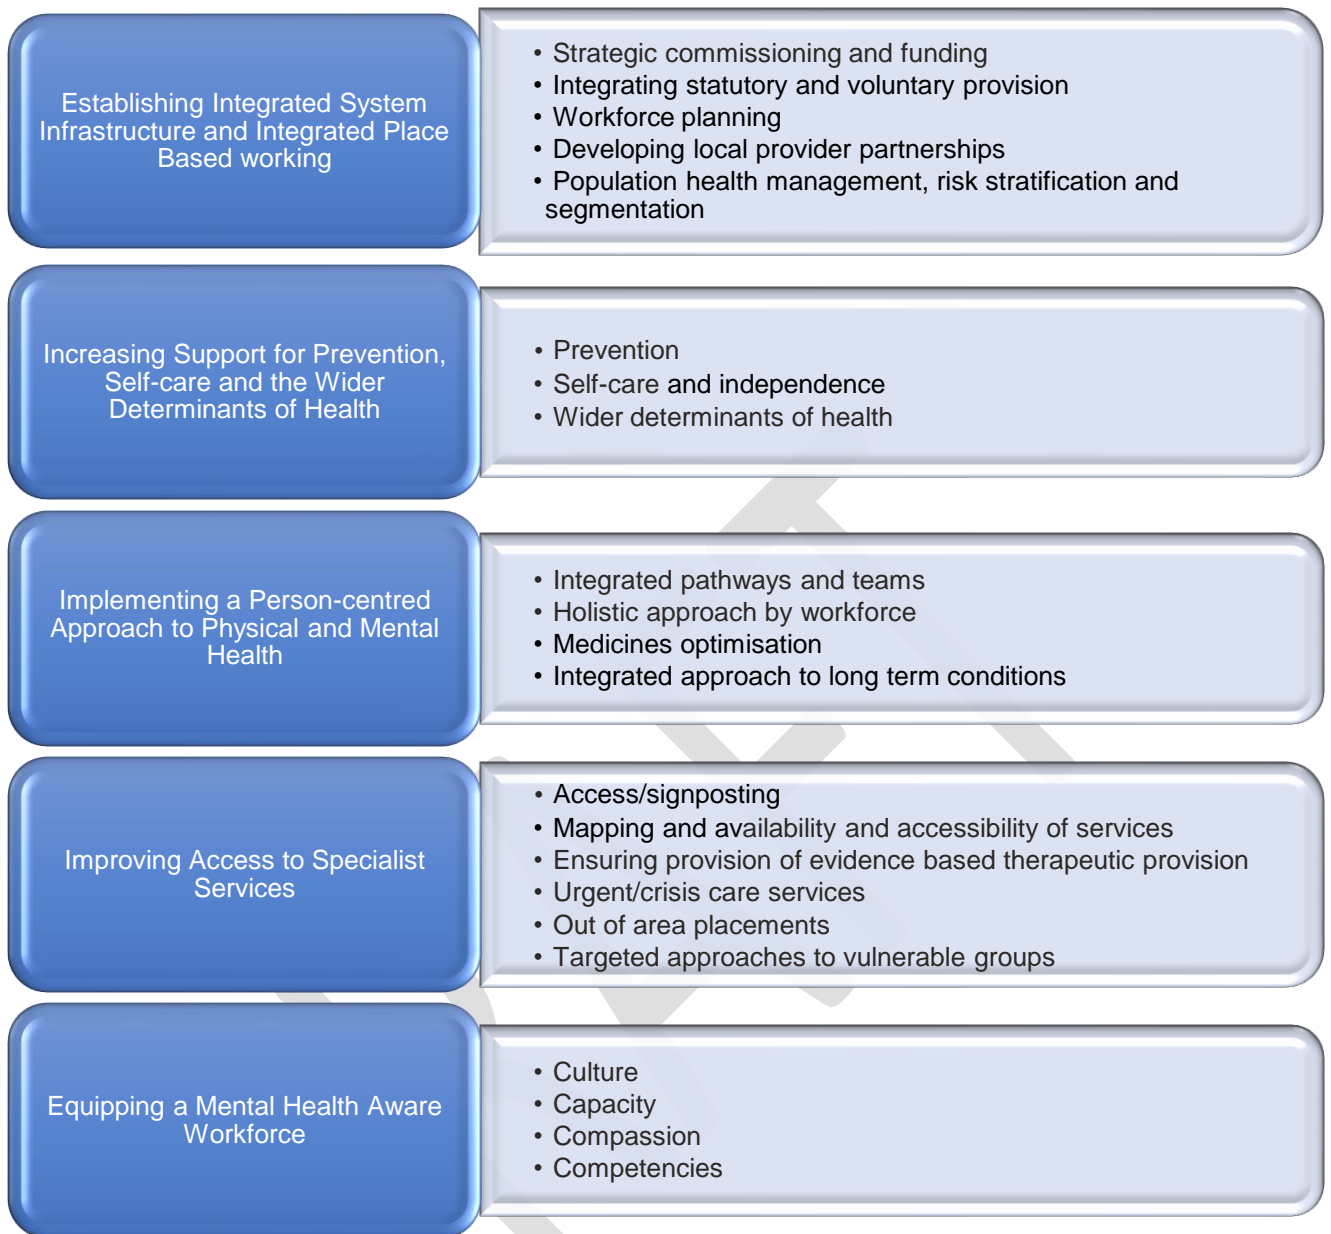 Establishing Integrated System
Infrastructure and Integrated Place
Based working
• Strategic commissioning and funding
• Integrating statutory and voluntary provision
• Workforce planning
• Developing local provider partnerships
• Population health management, risk stratification and
segmentation
Increasing Support for Prevention,
Self-care and the Wider
Determinants of Health
• Prevention
• Self-care and independence
• Wider determinants of health
Implementing a Person-centred
Approach to Physical and Mental
Health
• Integrated pathways and teams
• Holistic approach by workforce
• Medicines optimisation
• Integrated approach to long term conditions
Improving Access to Specialist
Services
• Access/signposting
• Mapping and availability and accessibility of services
• Ensuring provision of evidence based therapeutic provision
• Urgent/crisis care services
• Out of area placements
• Targeted approaches to vulnerable groups
Equipping a Mental Health Aware
Workforce
• Culture
• Capacity
• Compassion
• Competencies
DRAFT